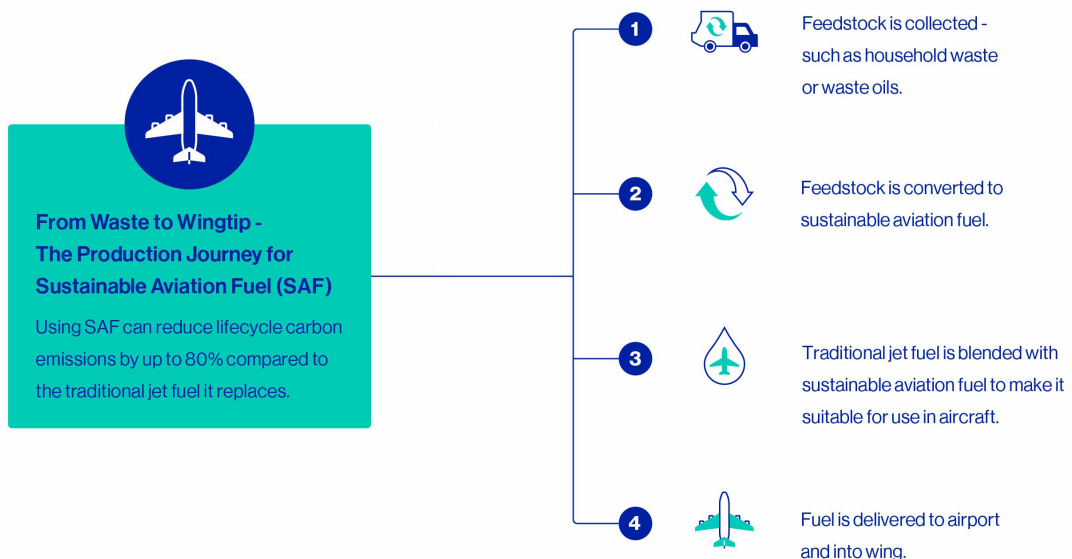 From Waste to Wingtip -
The Production Journey for
Sustainable Aviation Fuel (SAF)
Using SAF can reduce lifecycle carbon
emissions by up to 80% compared to
the traditional jet fuel it replaces.
1
Feedstock is collected -
such as household waste
or waste oils.
2
Feedstock is converted to
sustainable aviation fuel.
3
Traditional jet fuel is blended with
sustainable aviation fuel to make it
suitable for use in aircraft.
4
Fuel is delivered to airport
and into wing.